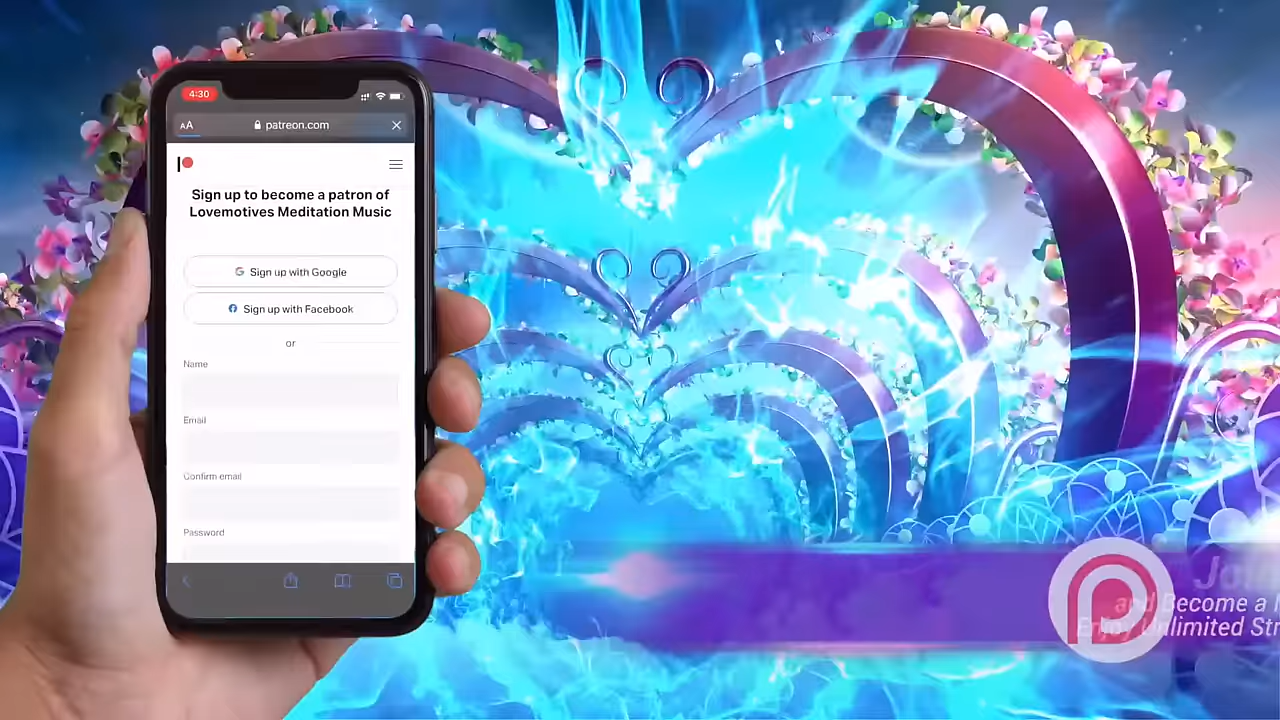 4:30
AA
patreon.com
Sign up to become a patron of
Lovemotives Meditation Music
Sign up with Google
Sign up with Facebook
or
Name
Email
Confirm email
Password
and Become a
Enjoy Unlimited